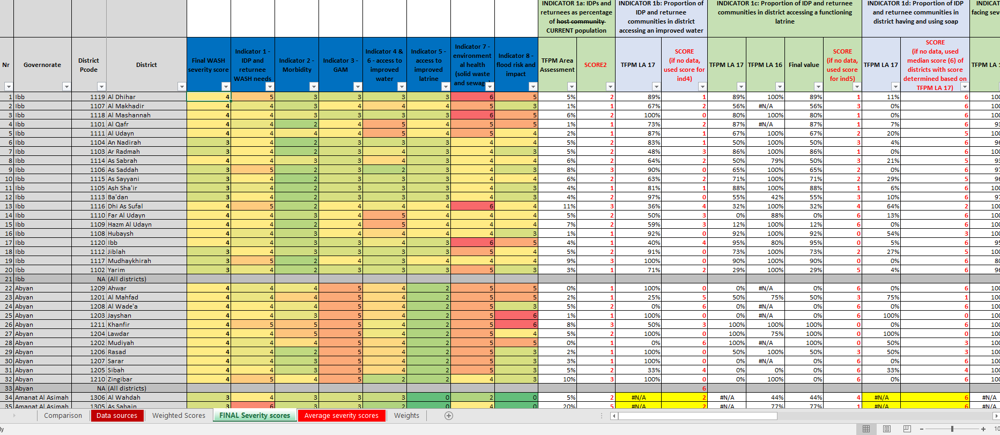 INDICATOR 1a: IDPs and returnees as percentage of host community CURRENT population
INDICATOR 1b: Proportion of IDP and returnee communities in district accessing an improved water
INDICATOR 1c: Proportion of IDP and returnee communities in district accessing a functioning latrine
INDICATOR 1d: Proportion of IDP and returnee communities in district having and using soap
Nr Governorate District Pcode District Final WASH severity score Indicator 1 - IDP and returnee WASH needs Indicator 2 - Morbidity Indicator 3 - GAM Indicator 4 & 6 - access to improved water Indicator 5 - access to improved latrine Indicator 7 - environment al health (solid waste and sewag Indicator 8 - flood risk and impact TFPM Area Assessment SCORE2 TFPM LA 17 SCORE (if no data, used score for ind4) TFPM LA 17 TFPM LA 16 Final value SCORE (if no data, used score for ind5) TFPM LA 17 SCORE (if no data, used median score (6) of districts with score determined based on TFPM LA 17) TFPM LA
1 Ibb 1119 Al Dhihar 4 5 3 3 3 3 6 5 5% 2 89% 1 89% 100% 89% 1 11% 6
2 Ibb 1107 Al Makhadir 4 4 3 4 4 4 5 3 1% 1 67% 2 56% #N/A 56% 3 0% 6
3 Ibb 1118 Al Mashannah 4 4 3 3 3 3 6 5 6% 2 100% 0 80% 100% 80% 1 0% 6
4 Ibb 1101 Al Qafr 4 4 2 4 5 4 5 5 1% 1 73% 2 87% #N/A 87% 1 7% 6
5 Ibb 1111 Al Udayn 4 4 4 4 5 4 5 4 2% 1 87% 1 67% 100% 67% 2 20% 5
6 Ibb 1104 An Nadirah 3 4 2 3 3 3 4 4 5% 2 83% 1 50% 100% 50% 3 4% 6
7 Ibb 1103 Ar Radmah 3 4 2 3 4 3 4 3 5% 2 48% 3 86% 100% 86% 1 0% 6
8 Ibb 1114 As Sabrah 4 4 3 3 4 3 4 4 6% 2 64% 2 50% 79% 50% 3 21% 5
9 Ibb 1106 As Saddah 3 5 2 3 2 3 4 3 8% 3 90% 0 65% 100% 65% 2 0% 6
10 Ibb 1115 As Sayyani 3 4 2 3 3 3 4 4 6% 2 63% 2 71% 100% 71% 2 29% 5
11 Ibb 1105 Ash Sha'ir 3 4 2 3 3 3 4 3 4% 1 81% 1 88% 100% 88% 1 6% 6
12 Ibb 1113 Ba'dan 3 4 2 3 3 3 4 3 4% 2 97% 0 55% 42% 55% 3 10% 6
13 Ibb 1116 Dhi As Sufal 4 5 2 4 4 4 6 4 11% 3 36% 4 32% 100% 32% 4 64% 2
14 Ibb 1110 Far Al Udayn 4 4 3 4 5 4 4 3 5% 2 50% 3 0% 88% 0% 6 13% 6
15 Ibb 1109 Hazm Al Udayn 4 4 2 4 5 4 4 4 7% 2 59% 3 12% 100% 12% 6 0% 6
16 Ibb 1108 Hubaysh 4 4 3 4 4 4 4 3 1% 1 92% 0 92% 100% 92% 0 54% 3
17 Ibb 1120 Ibb 4 4 3 3 4 3 6 5 4% 1 40% 4 95% 80% 95% 0 5% 6
18 Ibb 1112 Jiblah 3 4 3 3 3 3 5 4 5% 2 91% 0 73% 100% 73% 2 27% 5
19 Ibb 1117 Mudhaykhirah 3 5 2 4 3 4 4 4 9% 3 100% 0 90% 100% 90% 0 0% 6
20 Ibb 1102 Yarim 3 4 2 3 3 3 5 3 3% 1 71% 2 29% 100% 29% 5 4% 6
21 Ibb NA (All districts)
22 Abyan 1209 Ahwar 4 4 4 5 4 2 5 5 0% 1 100% 0 0% #N/A 0% 6 0% 6
23 Abyan 1201 Al Mahfad 4 4 4 5 4 2 5 5 2% 1 25% 5 50% 75% 50% 3 75% 1
24 Abyan 1208 Al Wade'a 4 4 4 5 4 2 5 3 5% 2 0% 6 0% #N/A 0% 6 0% 6
25 Abyan 1203 Jayshan 4 4 3 5 4 2 5 6 1% 1 100% 0 0% #N/A 0% 6 100% 0
26 Abyan 1211 Khanfir 4 5 5 5 4 2 5 6 8% 3 50% 3 100% 100% 100% 0 0% 6
27 Abyan 1204 Lawdar 4 4 5 5 4 2 5 4 5% 2 100% 0 100% 75% 100% 0 100% 0
28 Abyan 1202 Mudiyah 4 4 4 5 4 2 5 5 0% 1 0% 6 100% #N/A 100% 0 50% 3
29 Abyan 1206 Rasad 4 4 2 5 4 2 5 3 2% 1 100% 0 50% 100% 50% 3 50% 3
30 Abyan 1207 Sarar 4 4 3 5 4 2 5 3 3% 1 100% 0 0% #N/A 0% 6 100% 0
31 Abyan 1205 Sibah 4 4 3 5 4 2 5 3 5% 2 33% 4 0% 0% 0% 6 33% 4
32 Abyan 1210 Zingibar 4 5 4 5 2 2 4 3 10% 3 100% 0 0% 100% 0% 6 0% 6
33 Abyan NA (All districts) 6
34 Amanat Al Asimah 1306 Al Wahdah 3 4 3 3 3 0 2 0 5% 2 #N/A 2 #N/A 44% 44% 4 #N/A 6 #N/A
35 Amanat Al Asimah 1305 As Sabain 3 6 3 3 2 0 4 0 20% 5 #N/A 2 #N/A 77% 77% 1 #N/A 6 #N/A
Comparison Data sources Weighted Scores FINAL Severity scores Average severity scores Weights